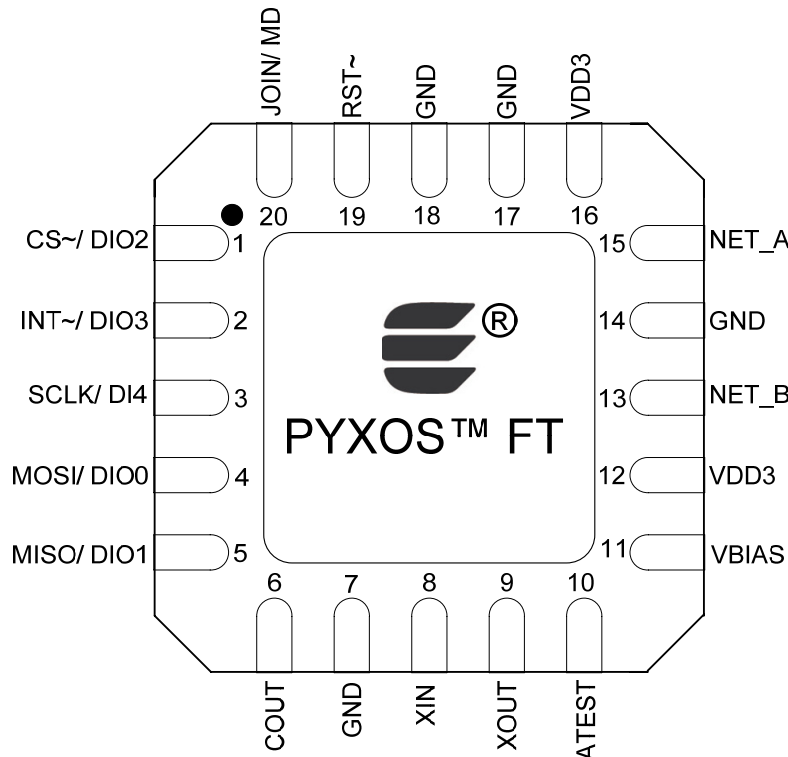 JOIN/ MD
RST~
GND
GND
VDD3
20 19 18 17 16
CS~/ DIO2 1
15 NET_A
INT~/ DIO3 2
14 GND
SCLK/ DI4 3
13 NET_B
MOSI/ DIO0 4
12 VDD3
MISO/ DIO1 5
11 VBIAS
®
PYXOS™ FT
6 7 8 9 10
COUT
GND
XIN
XOUT
ATEST